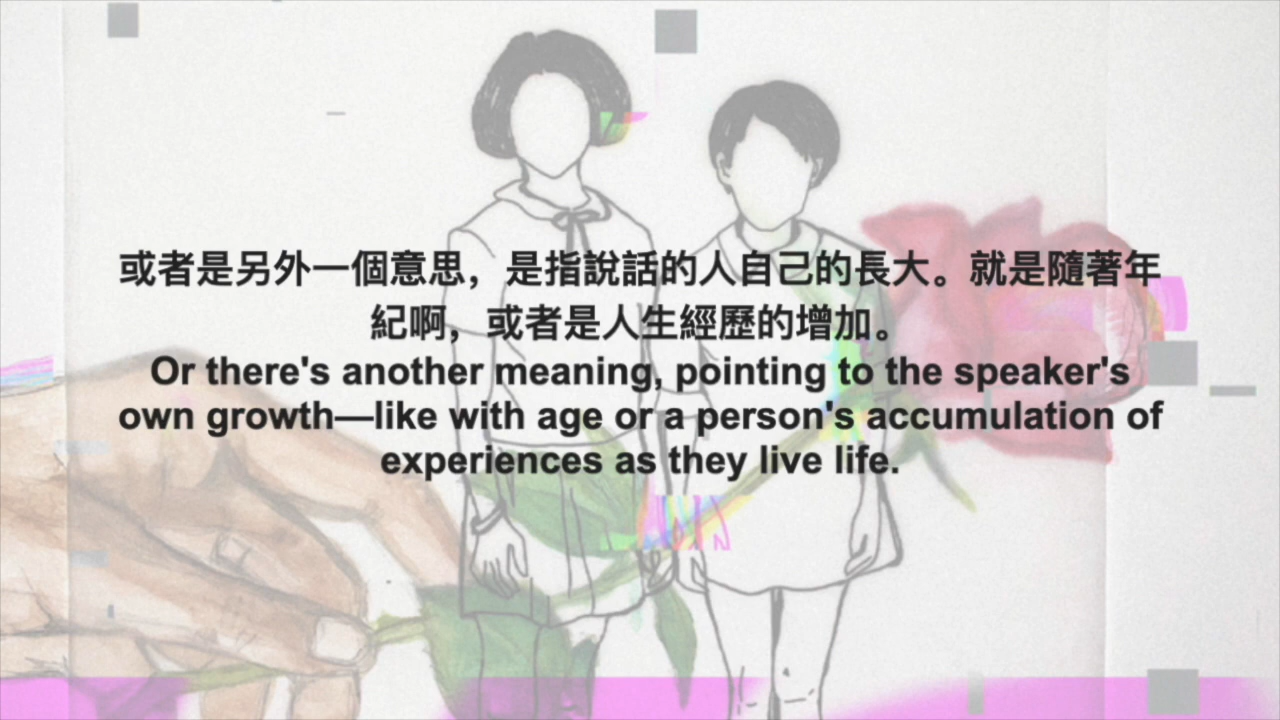 或者是另外一個意思，是指說話的人自己的長大。就是隨著年
紀啊，或者是人生經歷的增加。
Or there's another meaning, pointing to the speaker's
own growth—like with age or a person's accumulation of
experiences as they live life.